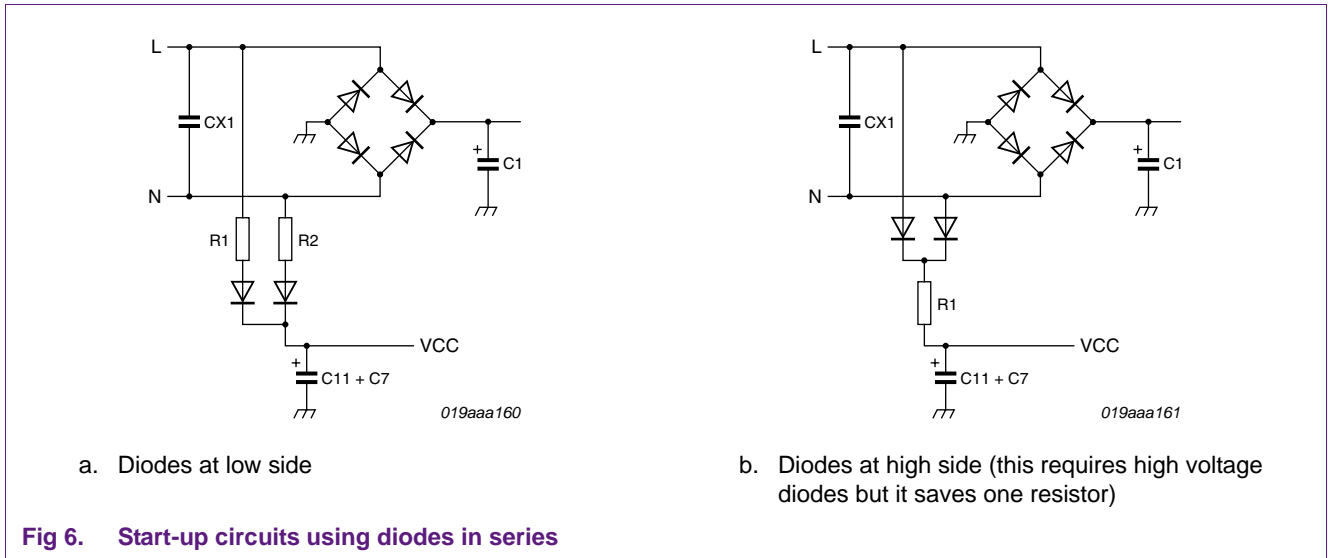 L
CX1
N
+
C1
R1
R2
VCC
+
C11 + C7
019aaa160
a. Diodes at low side
L
CX1
N
+
C1
R1
VCC
+
C11 + C7
019aaa161
b. Diodes at high side (this requires high voltage
diodes but it saves one resistor)
Fig 6. Start-up circuits using diodes in series